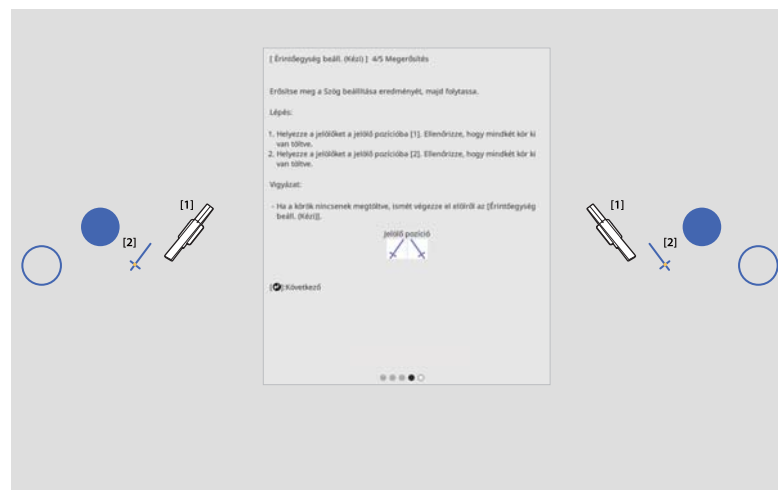 [ Érintőegység beáll. (Kézi) ] 4/5 Megerősítés
Erősítse meg a Szög beállítása eredményét, majd folytassa.
Lépés:
1. Helyezze a jelölőket a jelölő pozícióba [1]. Ellenőrizze, hogy mindkét kör ki
van töltve.
2. Helyezze a jelölőket a jelölő pozícióba [2]. Ellenőrizze, hogy mindkét kör ki
van töltve.
Vigyázat:
- Ha a körök nincsenek megtöltve, ismét végezze el elölről az [Érintőegység
beáll. (Kézi)].
Jelölő pozíció
[ ]:Következő
[1]
[2]
[1]
[2]